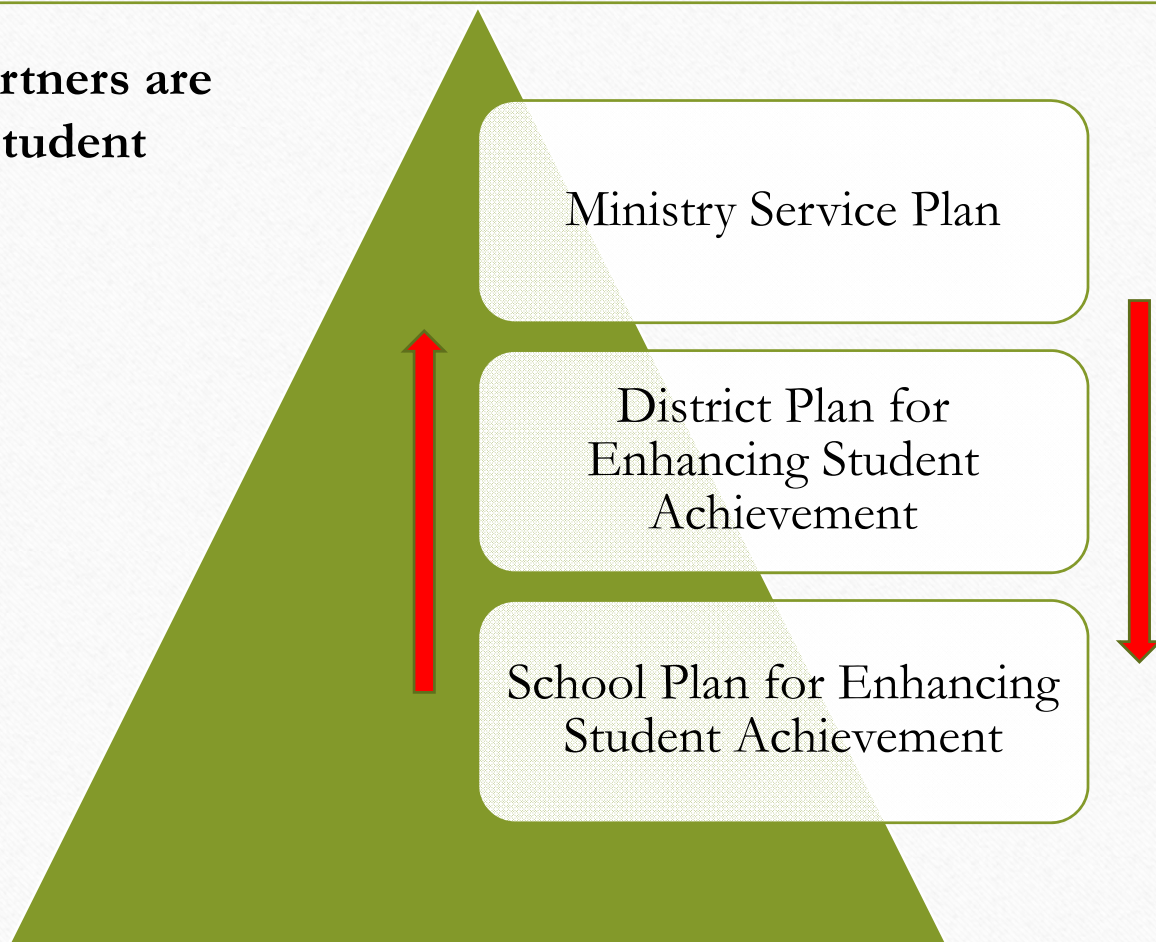 rtners are
tudent
Ministry Service Plan
District Plan for
Enhancing Student
Achievement
School Plan for Enhancing
Student Achievement